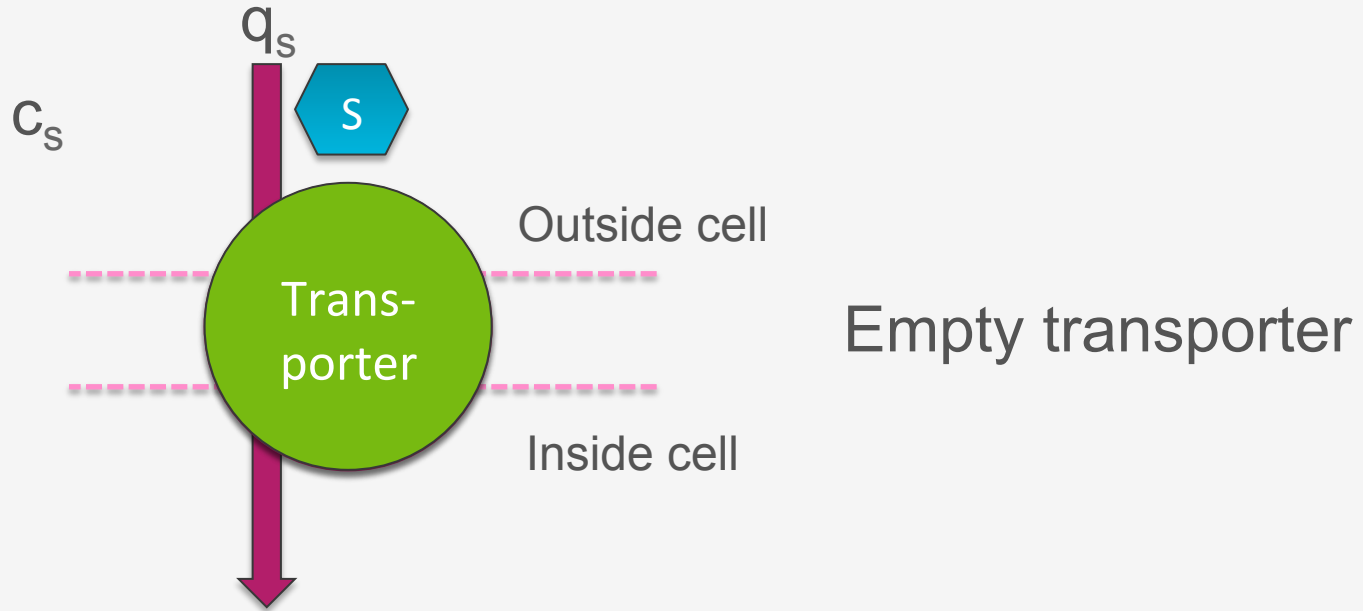 qs
cs
S
Outside cell
Trans-
porter
Empty transporter
Inside cell